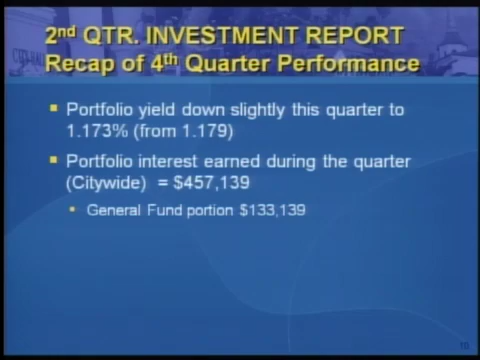 2nd QTR. INVESTMENT REPORT
Recap of 4th Quarter Performance
Portfolio yield down slightly this quarter to
1.173% (from 1.179)
Portfolio interest earned during the quarter
(Citywide) = $457,139
General Fund portion $133,139
10